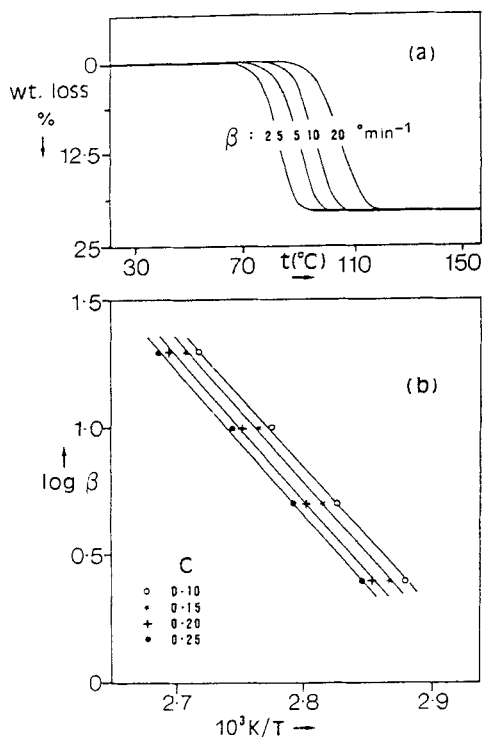 (a)
0
wt. loss
%
↓
β : 2·5 5 10 20 °min⁻¹
12·5
25
30 70 t(°C) 110 150
→
1·5
(b)
1·0
↑
log β
0·5
C
○ 0·10
• 0·15
+ 0·20
● 0·25
0
2·7 2·8 2·9
10³K/T →